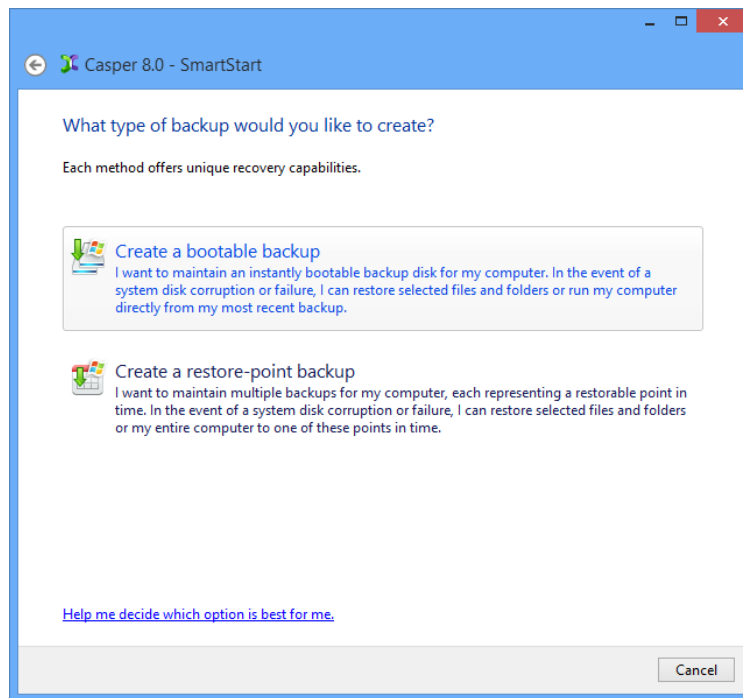 Casper 8.0 - SmartStart
What type of backup would you like to create?
Each method offers unique recovery capabilities.
Create a bootable backup
I want to maintain an instantly bootable backup disk for my computer. In the event of a
system disk corruption or failure, I can restore selected files and folders or run my computer
directly from my most recent backup.
Create a restore-point backup
I want to maintain multiple backups for my computer, each representing a restorable point in
time. In the event of a system disk corruption or failure, I can restore selected files and folders
or my entire computer to one of these points in time.
Help me decide which option is best for me.
Cancel